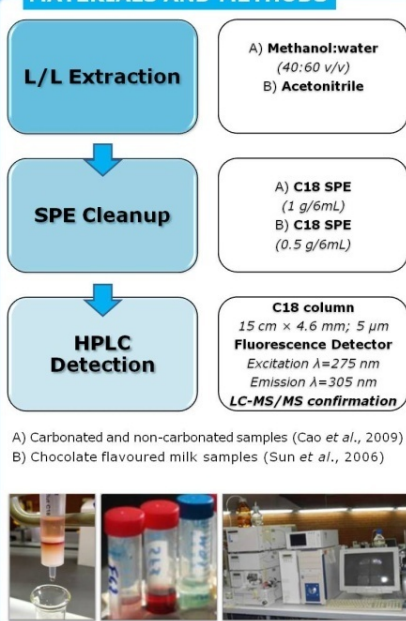 MATERIALS AND METHODS
L/L Extraction
A) Methanol:water
(40:60 v/v)
B) Acetonitrile
SPE Cleanup
A) C18 SPE
(1 g/6mL)
B) C18 SPE
(0.5 g/6mL)
HPLC
Detection
C18 column
15 cm × 4.6 mm; 5 µm
Fluorescence Detector
Excitation λ=275 nm
Emission λ=305 nm
LC-MS/MS confirmation
A) Carbonated and non-carbonated samples (Cao et al., 2009)
B) Chocolate flavoured milk samples (Sun et al., 2006)